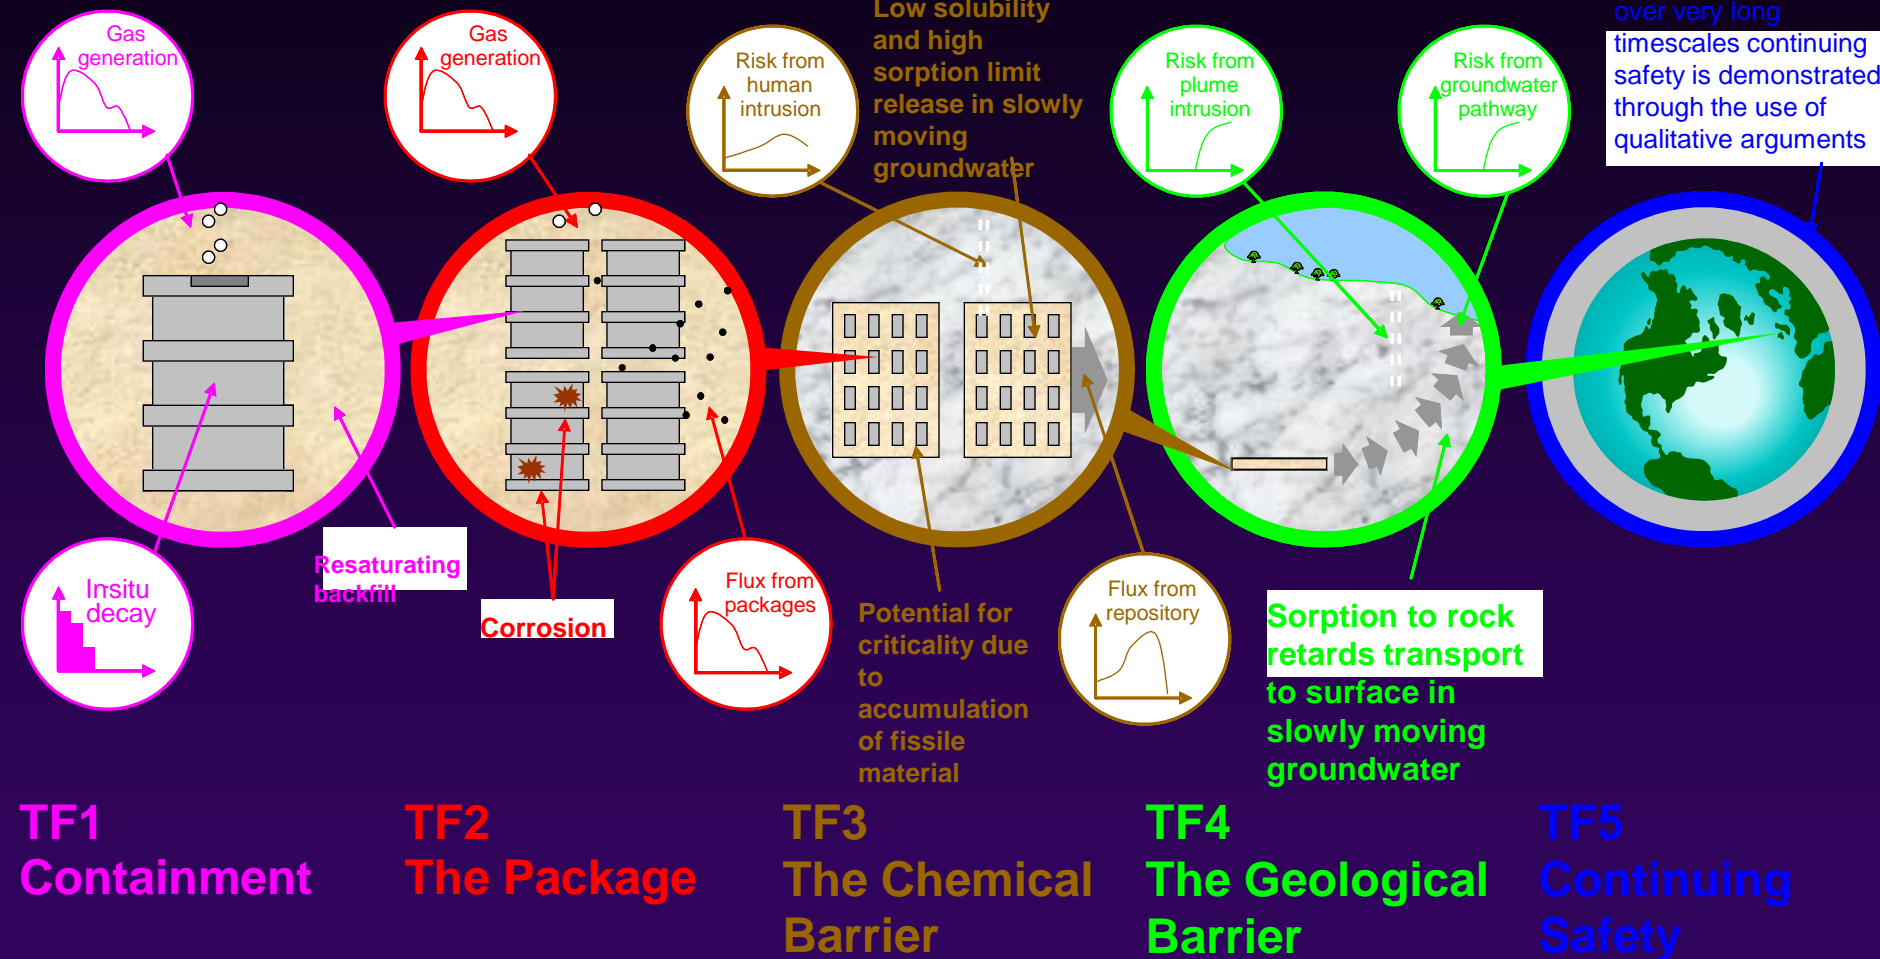 Gas
generation
Gas
generation
Risk from
human
intrusion
Low solubility
and high
sorption limit
release in slowly
moving
groundwater
Risk from
plume
intrusion
Risk from
groundwater
pathway
over very long
timescales continuing
safety is demonstrated
through the use of
qualitative arguments
In-situ
decay
Resaturating
backfill
Corrosion
Flux from
packages
Potential for
criticality due
to
accumulation
of fissile
material
Flux from
repository
Sorption to rock
retards transport
to surface in
slowly moving
groundwater
TF1
Containment
TF2
The Package
TF3
The Chemical
Barrier
TF4
The Geological
Barrier
TF5
Continuing
Safety